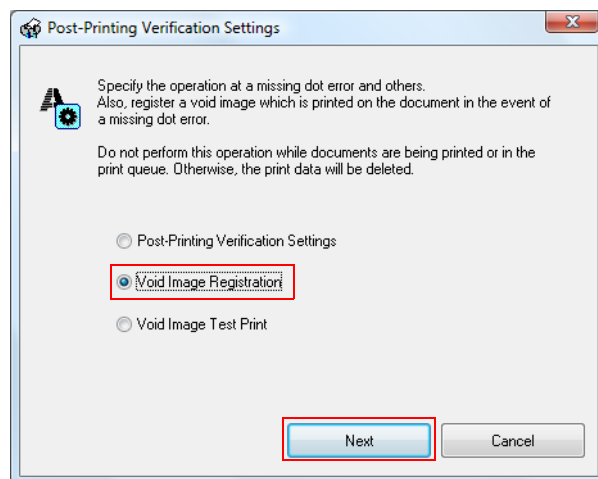 Post-Printing Verification Settings
Specify the operation at a missing dot error and others.
Also, register a void image which is printed on the document in the event of
a missing dot error.
Do not perform this operation while documents are being printed or in the
print queue. Otherwise, the print data will be deleted.
Post-Printing Verification Settings
Void Image Registration
Void Image Test Print
Next
Cancel